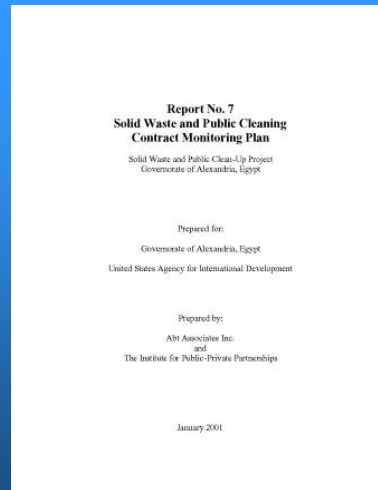 Report No. 7
Solid Waste and Public Cleaning
Contract Monitoring Plan
Solid Waste and Public Clean-Up Project
Governorate of Alexandria, Egypt
Prepared for:
Governorate of Alexandria, Egypt
United States Agency for International Development
Prepared by:
Abt Associates Inc.
and
The Institute for Public-Private Partnerships
January 2001